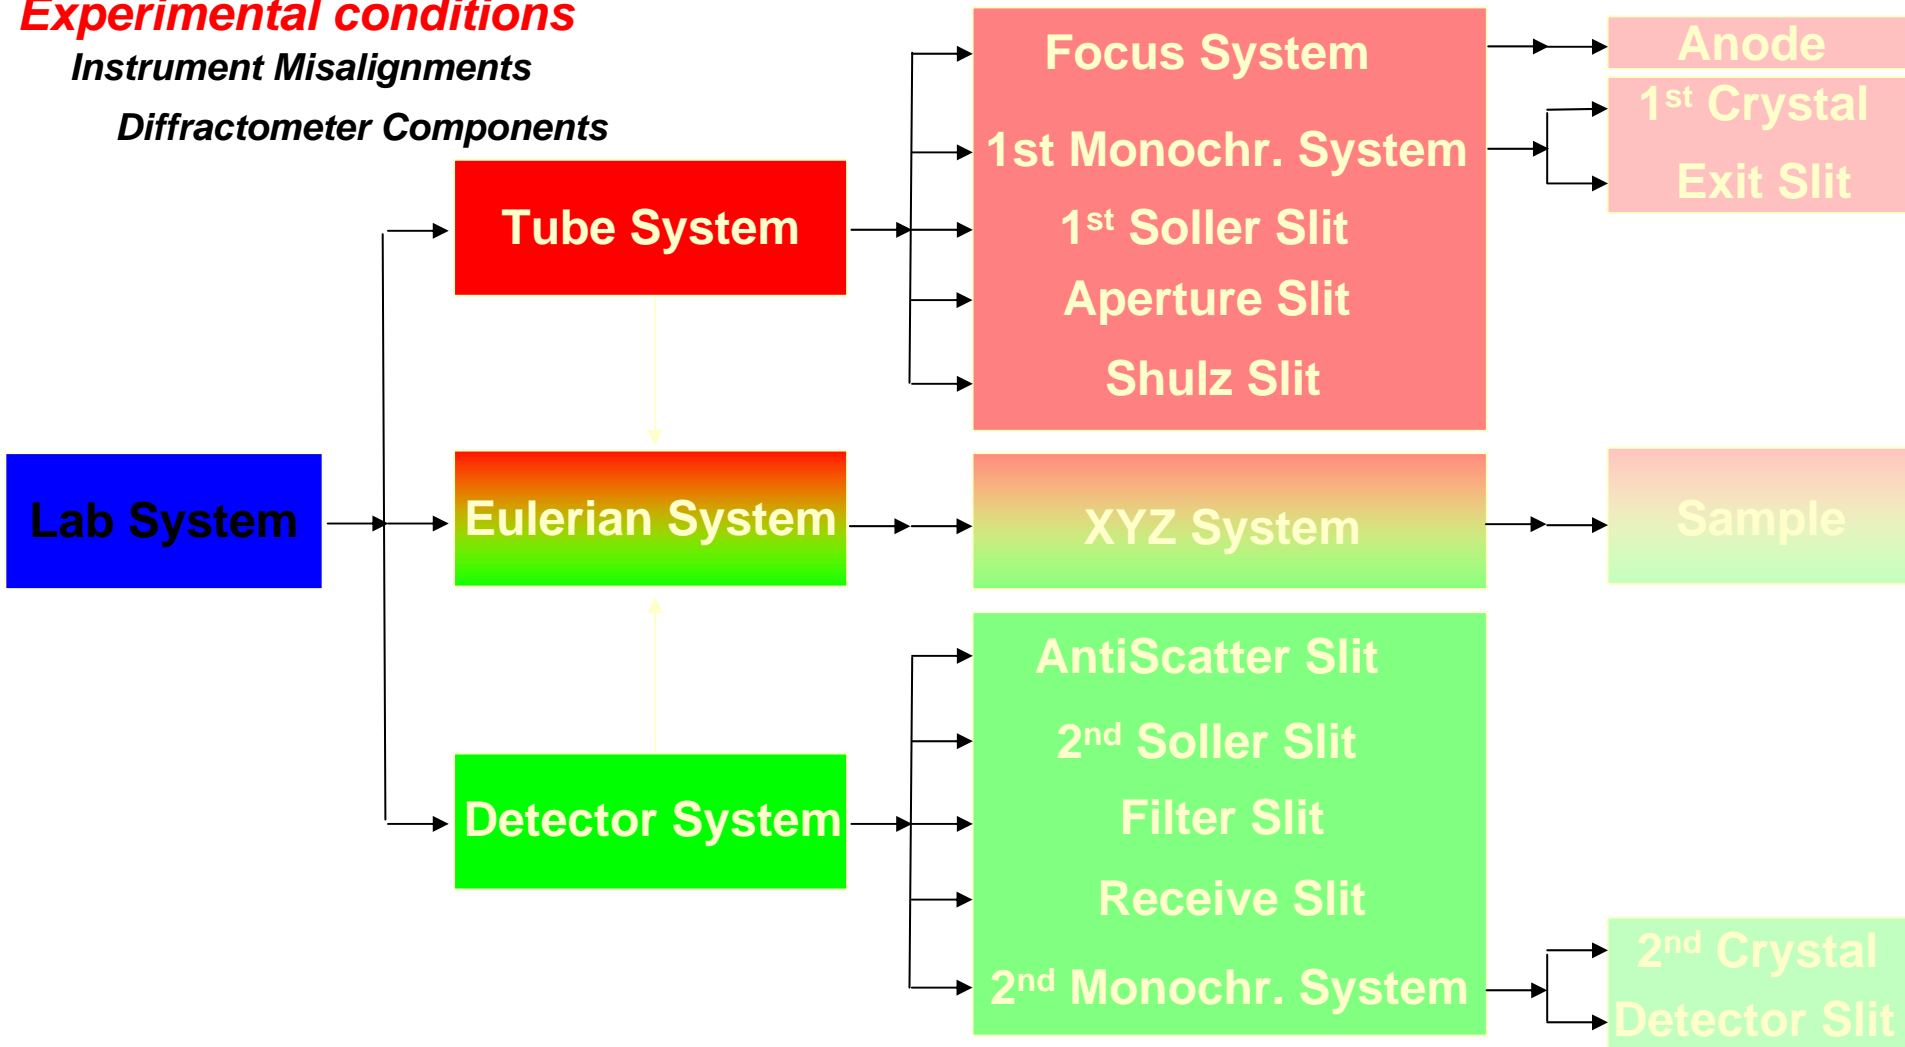 Experimental conditions
Instrument Misalignments
Diffractometer Components
Lab System
Tube System
Eulerian System
Detector System
Focus System
1st Monochr. System
1st Soller Slit
Aperture Slit
Shulz Slit
XYZ System
AntiScatter Slit
2nd Soller Slit
Filter Slit
Receive Slit
2nd Monochr. System
Anode
1st Crystal
Exit Slit
Sample
2nd Crystal
Detector Slit